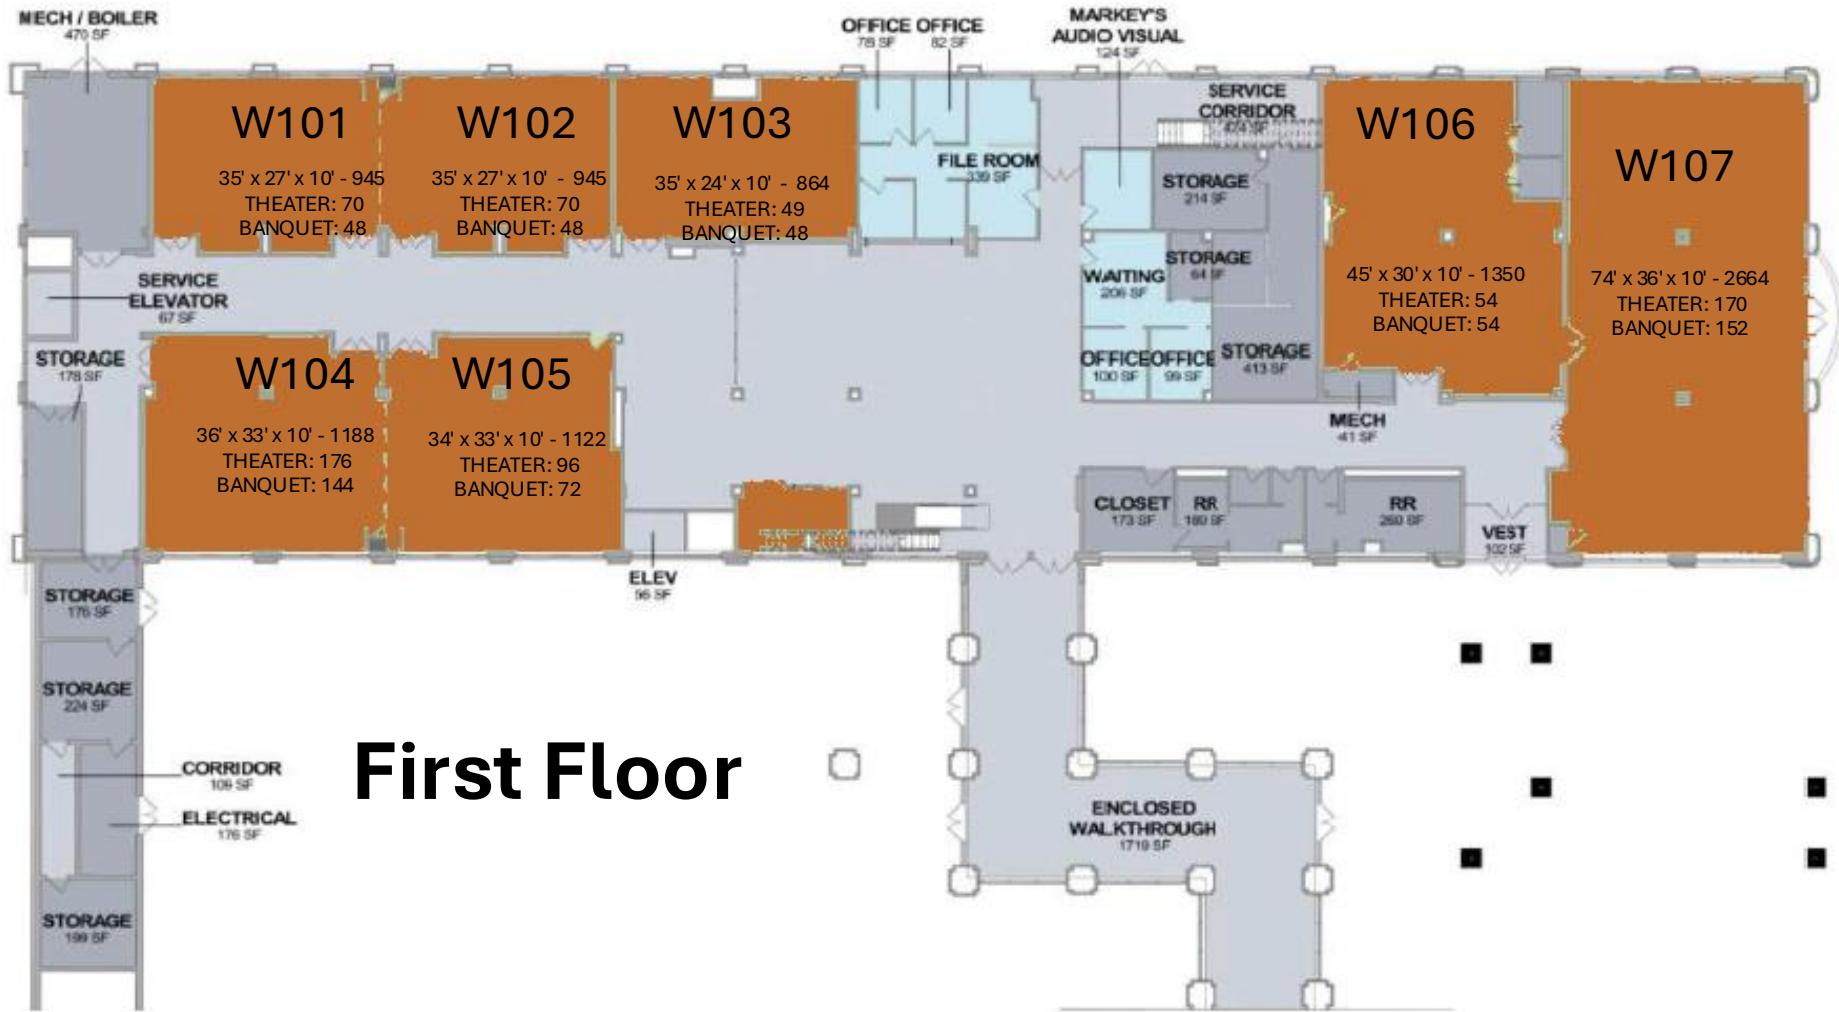 MECH / BOILER
470 SF
OFFICE OFFICE
78 SF 82 SF
MARKEY'S
AUDIO VISUAL
124 SF
SERVICE
CORRIDOR
474 SF
W101
35' x 27' x 10' - 945
THEATER: 70
BANQUET: 48
W102
35' x 27' x 10' - 945
THEATER: 70
BANQUET: 48
W103
35' x 24' x 10' - 864
THEATER: 49
BANQUET: 48
FILE ROOM
339 SF
STORAGE
214 SF
STORAGE
64 SF
WAITING
206 SF
OFFICE
100 SF
OFFICE
99 SF
STORAGE
413 SF
W106
45' x 30' x 10' - 1350
THEATER: 54
BANQUET: 54
W107
74' x 36' x 10' - 2664
THEATER: 170
BANQUET: 152
SERVICE
ELEVATOR
67 SF
STORAGE
178 SF
W104
36' x 33' x 10' - 1188
THEATER: 176
BANQUET: 144
W105
34' x 33' x 10' - 1122
THEATER: 96
BANQUET: 72
MECH
41 SF
CLOSET
173 SF
RR
180 SF
RR
260 SF
VEST
102 SF
ELEV
56 SF
STORAGE
176 SF
STORAGE
224 SF
CORRIDOR
109 SF
ELECTRICAL
176 SF
STORAGE
199 SF
First Floor
ENCLOSED
WALKTHROUGH
1719 SF